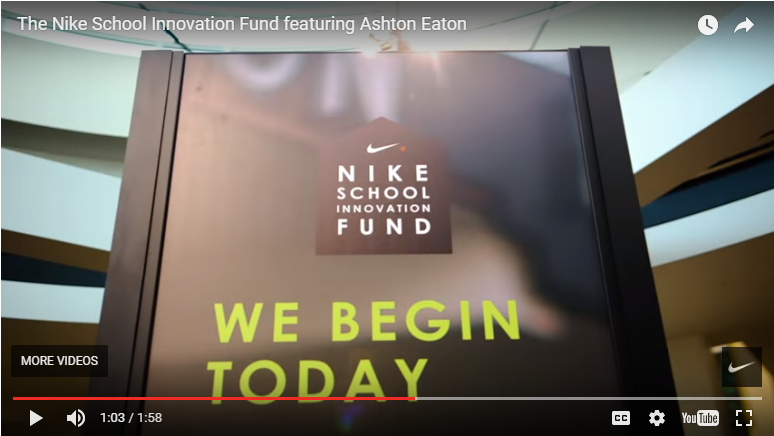 The Nike School Innovation Fund featuring Ashton Eaton
NIKE
SCHOOL
INNOVATION
FUND
WE BEGIN
TODAY
MORE VIDEOS
1:03 / 1:58
CC
YouTube